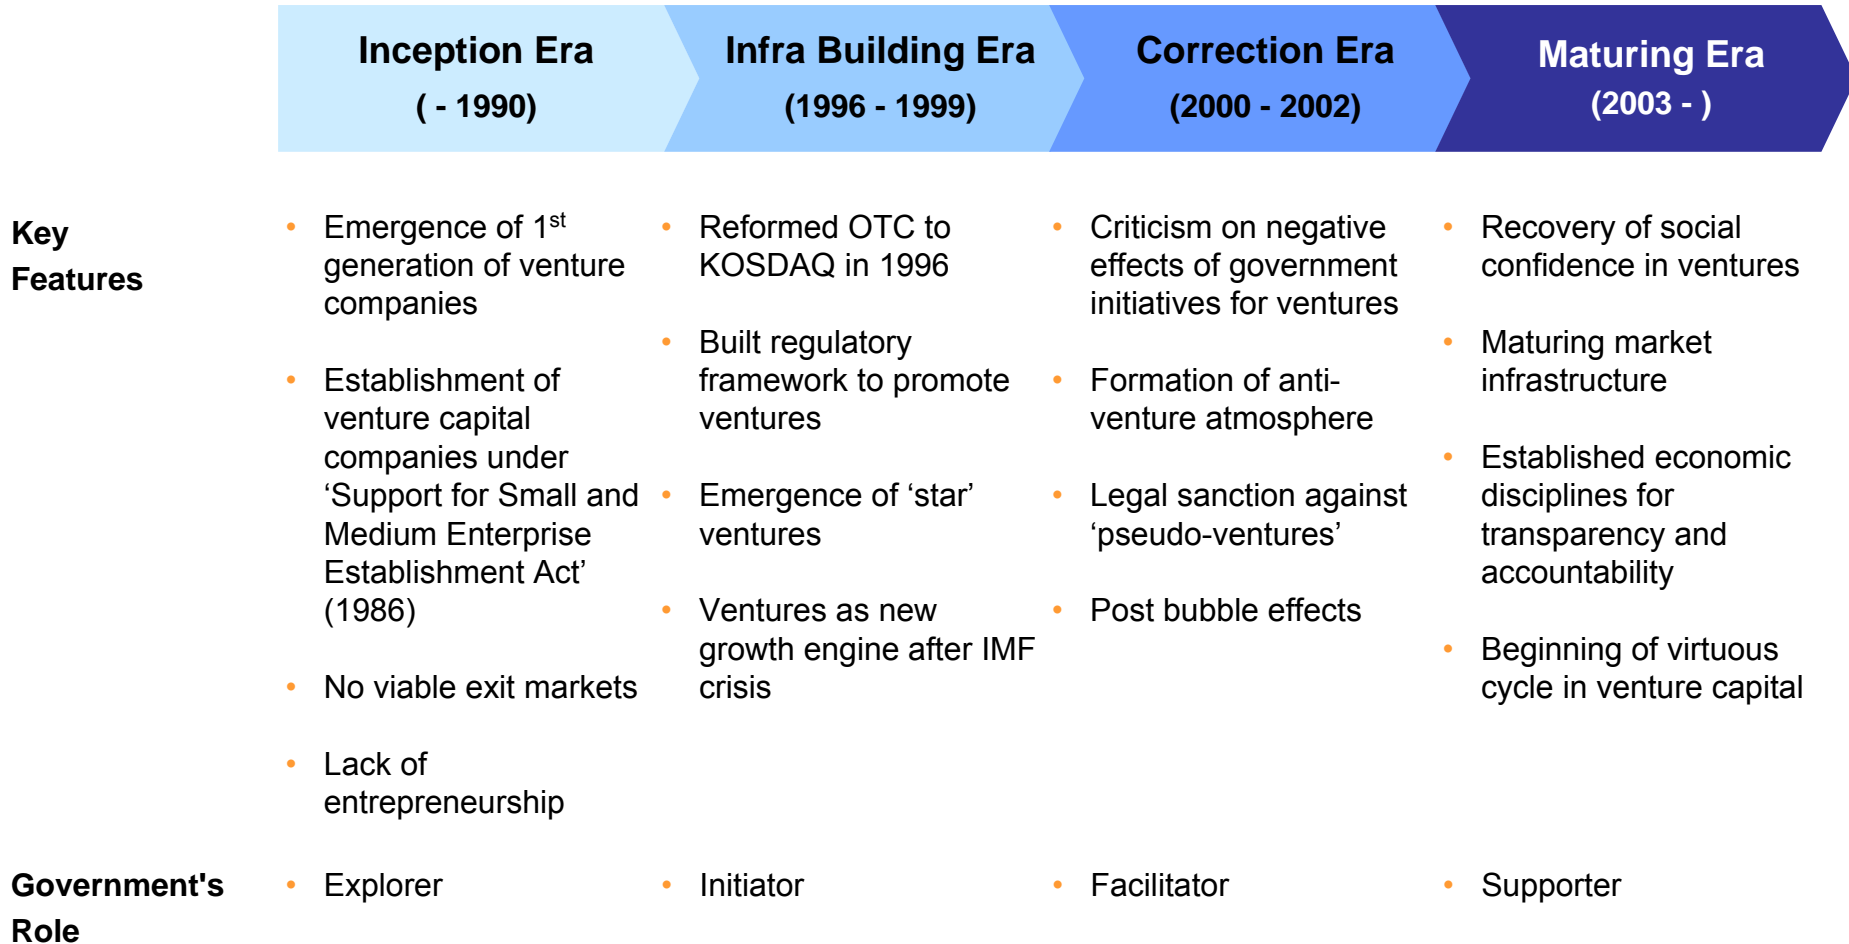 Inception Era
( - 1990)
Infra Building Era
(1996 - 1999)
Correction Era
(2000 - 2002)
Maturing Era
(2003 - )
Key
Features
• Emergence of 1st
generation of venture
companies
• Establishment of
venture capital
companies under
‘Support for Small and
Medium Enterprise
Establishment Act’
(1986)
• No viable exit markets
• Lack of
entrepreneurship
• Reformed OTC to
KOSDAQ in 1996
• Built regulatory
framework to promote
ventures
• Emergence of ‘star’
ventures
• Ventures as new
growth engine after IMF
crisis
• Criticism on negative
effects of government
initiatives for ventures
• Formation of anti-
venture atmosphere
• Legal sanction against
‘pseudo-ventures’
• Post bubble effects
• Recovery of social
confidence in ventures
• Maturing market
infrastructure
• Established economic
disciplines for
transparency and
accountability
• Beginning of virtuous
cycle in venture capital
Government's
Role
• Explorer
• Initiator
• Facilitator
• Supporter